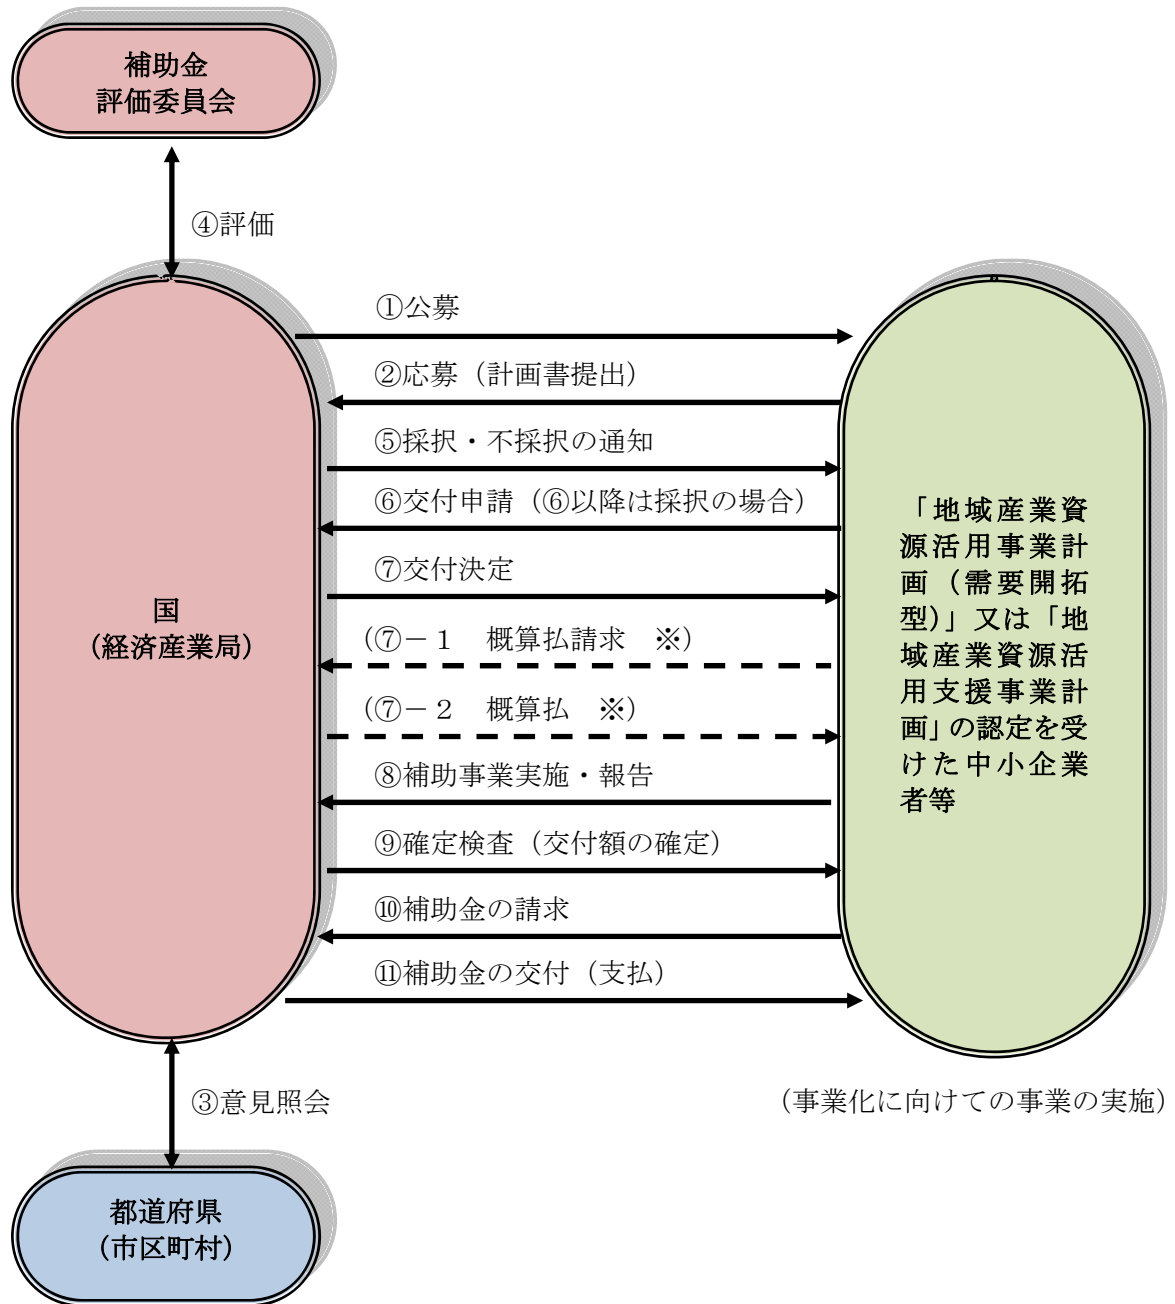 補助金
評価委員会
④評価
①公募
②応募（計画書提出）
⑤採択・不採択の通知
⑥交付申請（⑥以降は採択の場合）
⑦交付決定
（⑦－１　概算払請求　※）
（⑦－２　概算払　※）
⑧補助事業実施・報告
⑨確定検査（交付額の確定）
⑩補助金の請求
⑪補助金の交付（支払）
国
（経済産業局）
「地域産業資
源活用事業計
画（需要開拓
型）」又は「地
域産業資源活
用支援事業計
画」の認定を受
けた中小企業
者等
③意見照会
（事業化に向けての事業の実施）
都道府県
（市区町村）